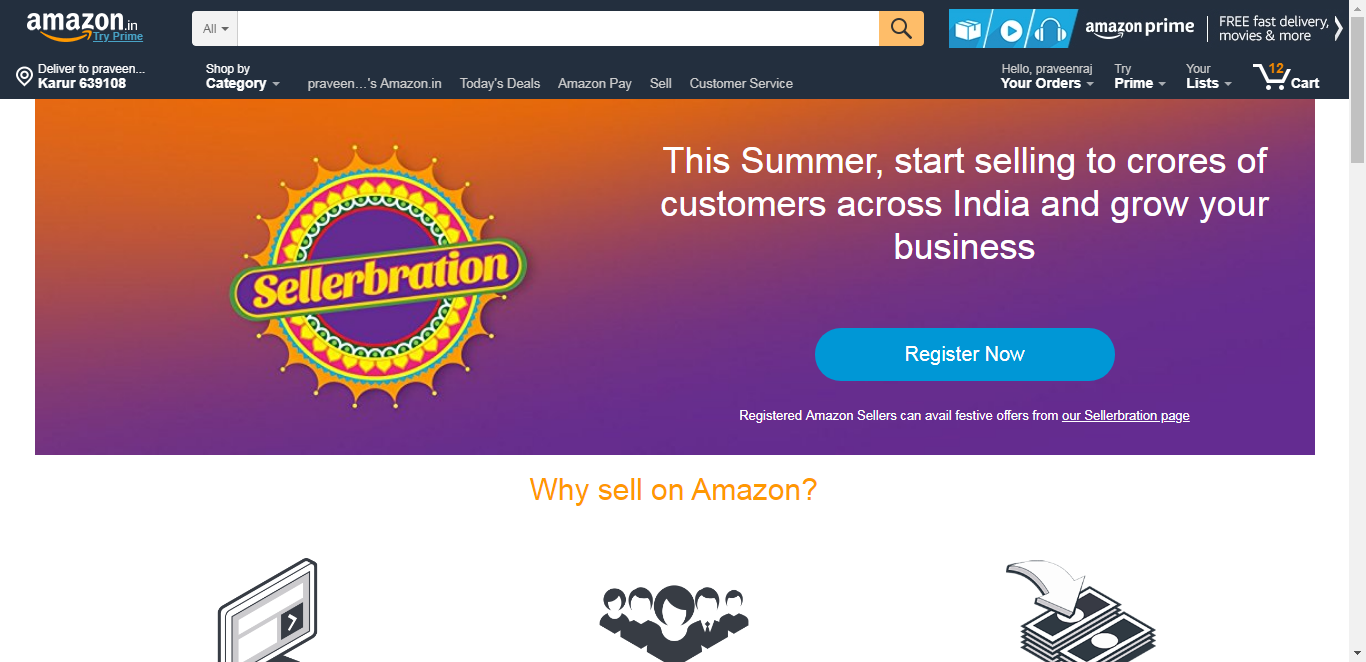 amazon.in
Try Prime
All
amazon prime
FREE fast delivery,
movies & more
Deliver to praveen...
Karur 639108
Shop by
Category
praveen...'s Amazon.in
Today's Deals
Amazon Pay
Sell
Customer Service
Hello, praveenraj
Your Orders
Try
Prime
Your
Lists
12
Cart
Sellerbration
This Summer, start selling to crores of
customers across India and grow your
business
Register Now
Registered Amazon Sellers can avail festive offers from our Sellerbration page
Why sell on Amazon?